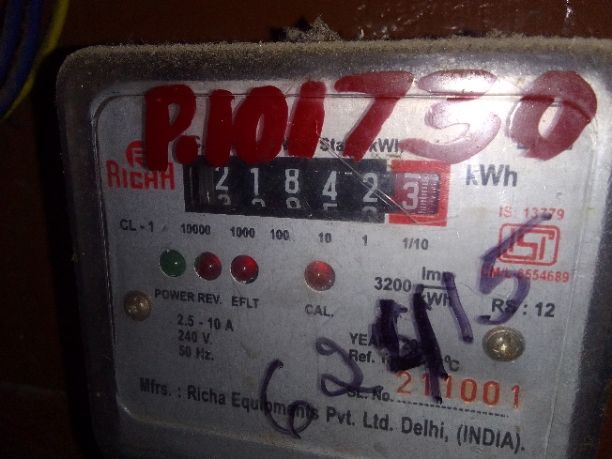 P.101730
RICHA
kWh
21842 3
IS: 13779
CL - 1 10000 1000 100 10 1 1/10
ISI
POWER REV. EFLT CAL.
3200 Imp/kWh
RS : 12
2.5 - 10 A
240 V.
50 Hz.
62415
SL. No. 211001
Mfrs. : Richa Equipments Pvt. Ltd. Delhi, (INDIA).